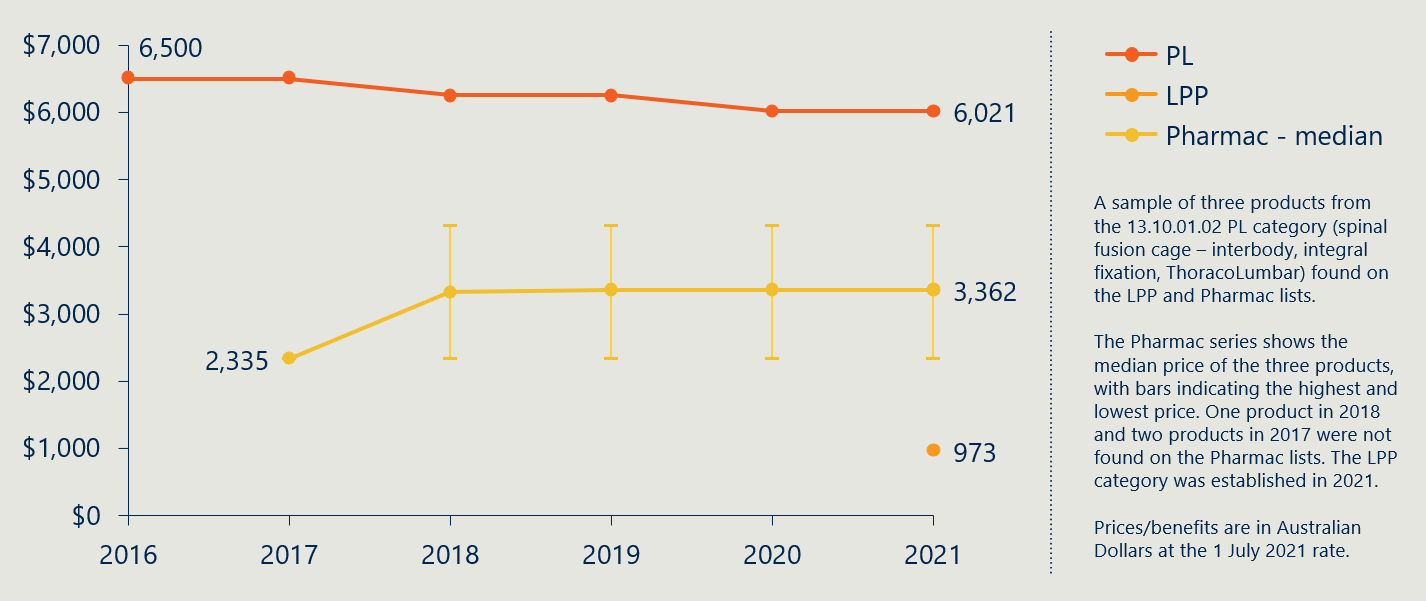 $7,000
6,500
$6,000
6,021
$5,000
$4,000
3,362
$3,000
2,335
$2,000
$1,000
973
$0
2016 2017 2018 2019 2020 2021
PL
LPP
Pharmac - median
A sample of three products from
the 13.10.01.02 PL category (spinal
fusion cage – interbody, integral
fixation, ThoracoLumbar) found on
the LPP and Pharmac lists.
The Pharmac series shows the
median price of the three products,
with bars indicating the highest and
lowest price. One product in 2018
and two products in 2017 were not
found on the Pharmac lists. The LPP
category was established in 2021.
Prices/benefits are in Australian
Dollars at the 1 July 2021 rate.